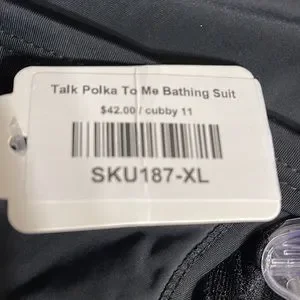 Talk Polka To Me Bathing Suit
$42.00 / cubby 11
SKU187-XL